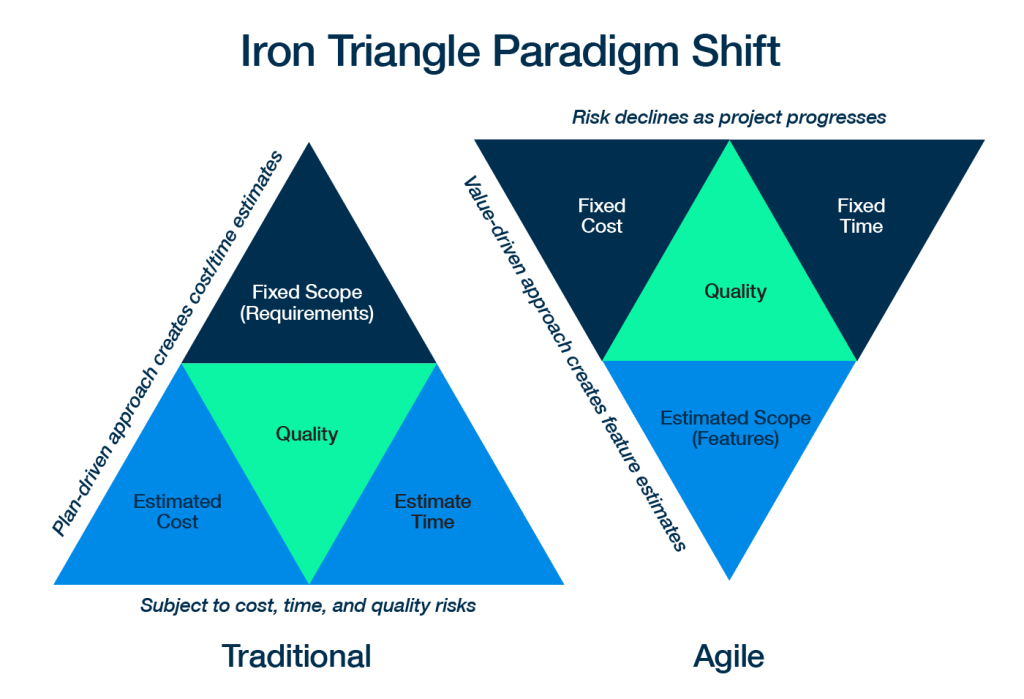 Iron Triangle Paradigm Shift
Plan-driven approach creates cost/time estimates
Fixed Scope
(Requirements)
Quality
Estimated
Cost
Estimate
Time
Subject to cost, time, and quality risks
Traditional
Risk declines as project progresses
Value-driven approach creates feature estimates
Fixed
Cost
Fixed
Time
Quality
Estimated Scope
(Features)
Agile